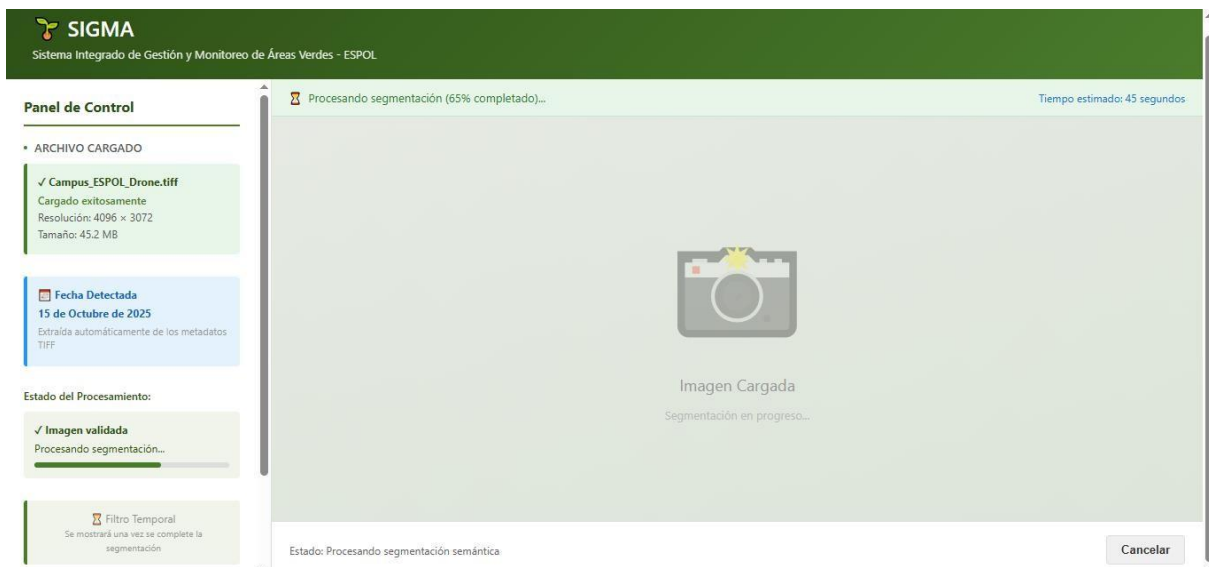 SIGMA
Sistema Integrado de Gestión y Monitoreo de Áreas Verdes - ESPOL
Panel de Control
• ARCHIVO CARGADO
✓ Campus_ESPOL_Drone.tiff
Cargado exitosamente
Resolución: 4096 × 3072
Tamaño: 45.2 MB
Fecha Detectada
15 de Octubre de 2025
Extraída automáticamente de los metadatos
TIFF
Estado del Procesamiento:
✓ Imagen validada
Procesando segmentación...
Filtro Temporal
Se mostrará una vez se complete la
segmentación
Procesando segmentación (65% completado)...
Tiempo estimado: 45 segundos
Imagen Cargada
Segmentación en progreso...
Estado: Procesando segmentación semántica
Cancelar